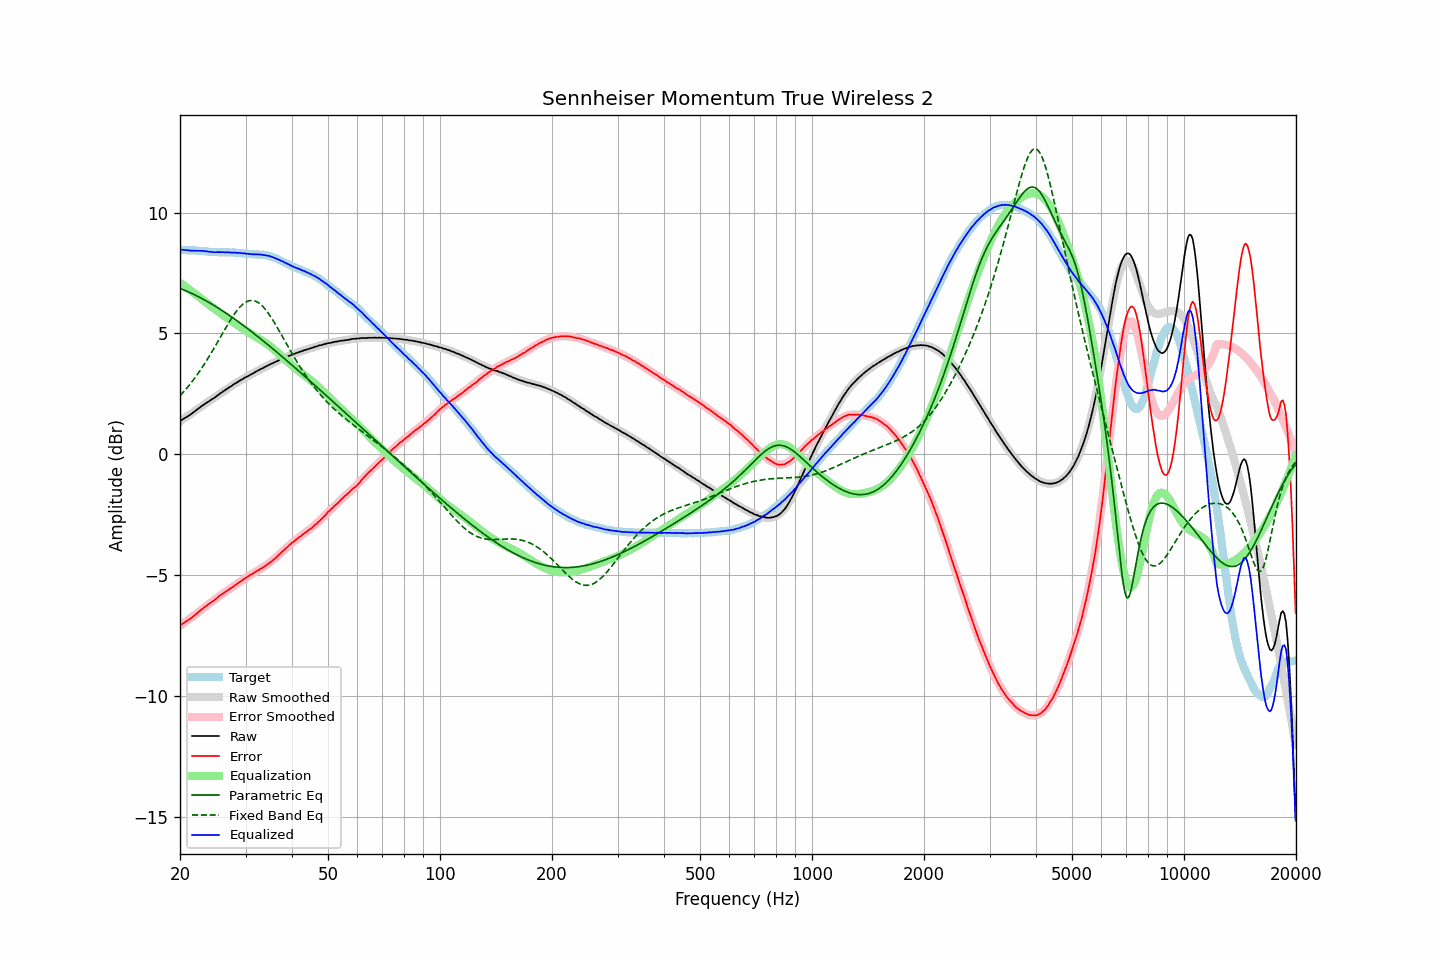 Sennheiser Momentum True Wireless 2
Amplitude (dBr)
10
5
0
−5
−10
−15
Target
Raw Smoothed
Error Smoothed
Raw
Error
Equalization
Parametric Eq
Fixed Band Eq
Equalized
20 50 100 200 500 1000 2000 5000 10000 20000
Frequency (Hz)